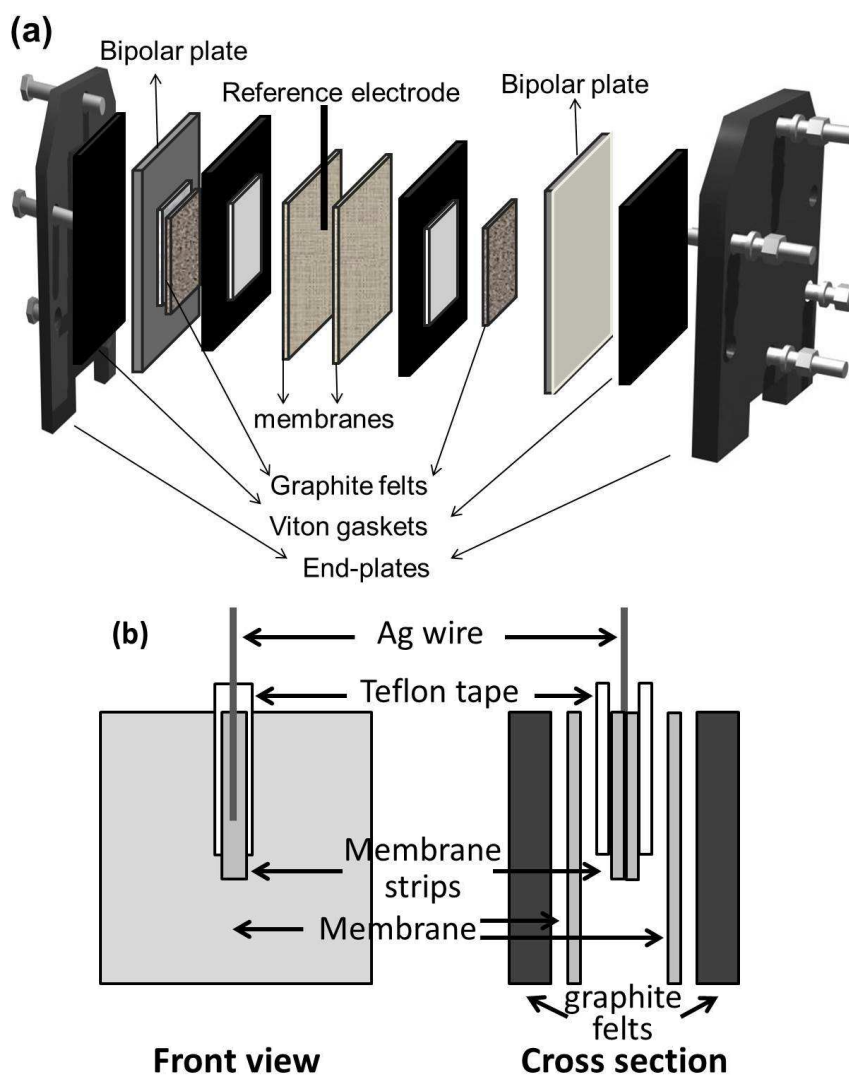 (a)
Bipolar plate
Reference electrode
Bipolar plate
membranes
Graphite felts
Viton gaskets
End-plates
(b)
Ag wire
Teflon tape
Membrane
strips
Membrane
graphite
felts
Front view
Cross section